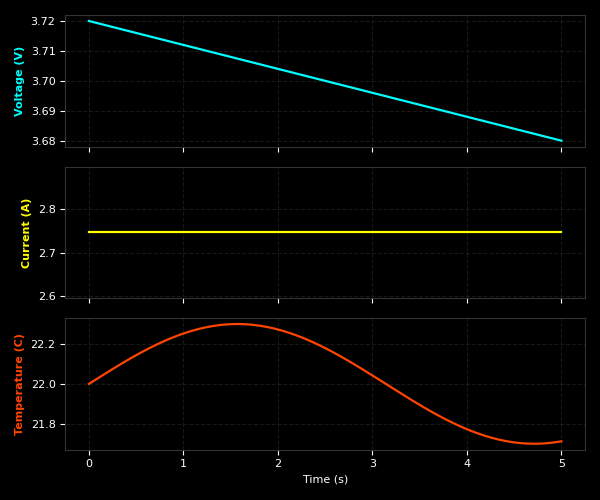 Voltage (V)
3.72
3.71
3.70
3.69
3.68
Current (A)
2.8
2.7
2.6
Temperature (C)
22.2
22.0
21.8
0 1 2 3 4 5
Time (s)